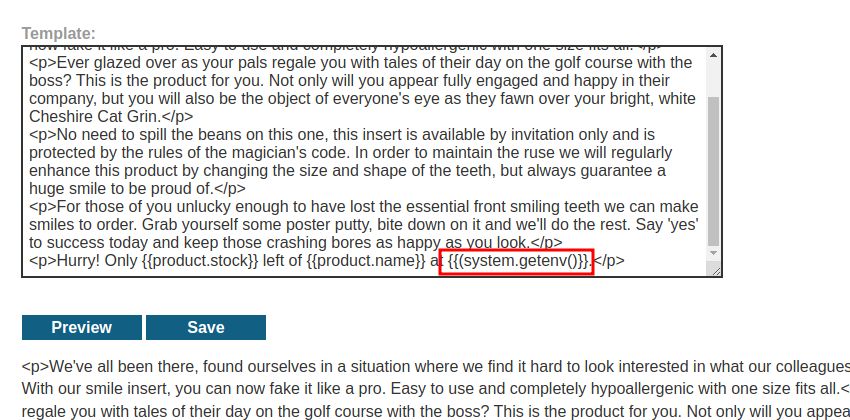 Template:
now fake it like a pro. Easy to use and completely hypoallergenic with one size fits all.</p>
<p>Ever glazed over as your pals regale you with tales of their day on the golf course with the
boss? This is the product for you. Not only will you appear fully engaged and happy in their
company, but you will also be the object of everyone's eye as they fawn over your bright, white
Cheshire Cat Grin.</p>
<p>No need to spill the beans on this one, this insert is available by invitation only and is
protected by the rules of the magician's code. In order to maintain the ruse we will regularly
enhance this product by changing the size and shape of the teeth, but always guarantee a
huge smile to be proud of.</p>
<p>For those of you unlucky enough to have lost the essential front smiling teeth we can make
smiles to order. Grab yourself some poster putty, bite down on it and we'll do the rest. Say 'yes'
to success today and keep those crashing bores as happy as you look.</p>
<p>Hurry! Only {{product.stock}} left of {{product.name}} at {{(system.getenv()}}.</p>
Preview Save
<p>We've all been there, found ourselves in a situation where we find it hard to look interested in what our colleagues
With our smile insert, you can now fake it like a pro. Easy to use and completely hypoallergenic with one size fits all.<
regale you with tales of their day on the golf course with the boss? This is the product for you. Not only will you appea